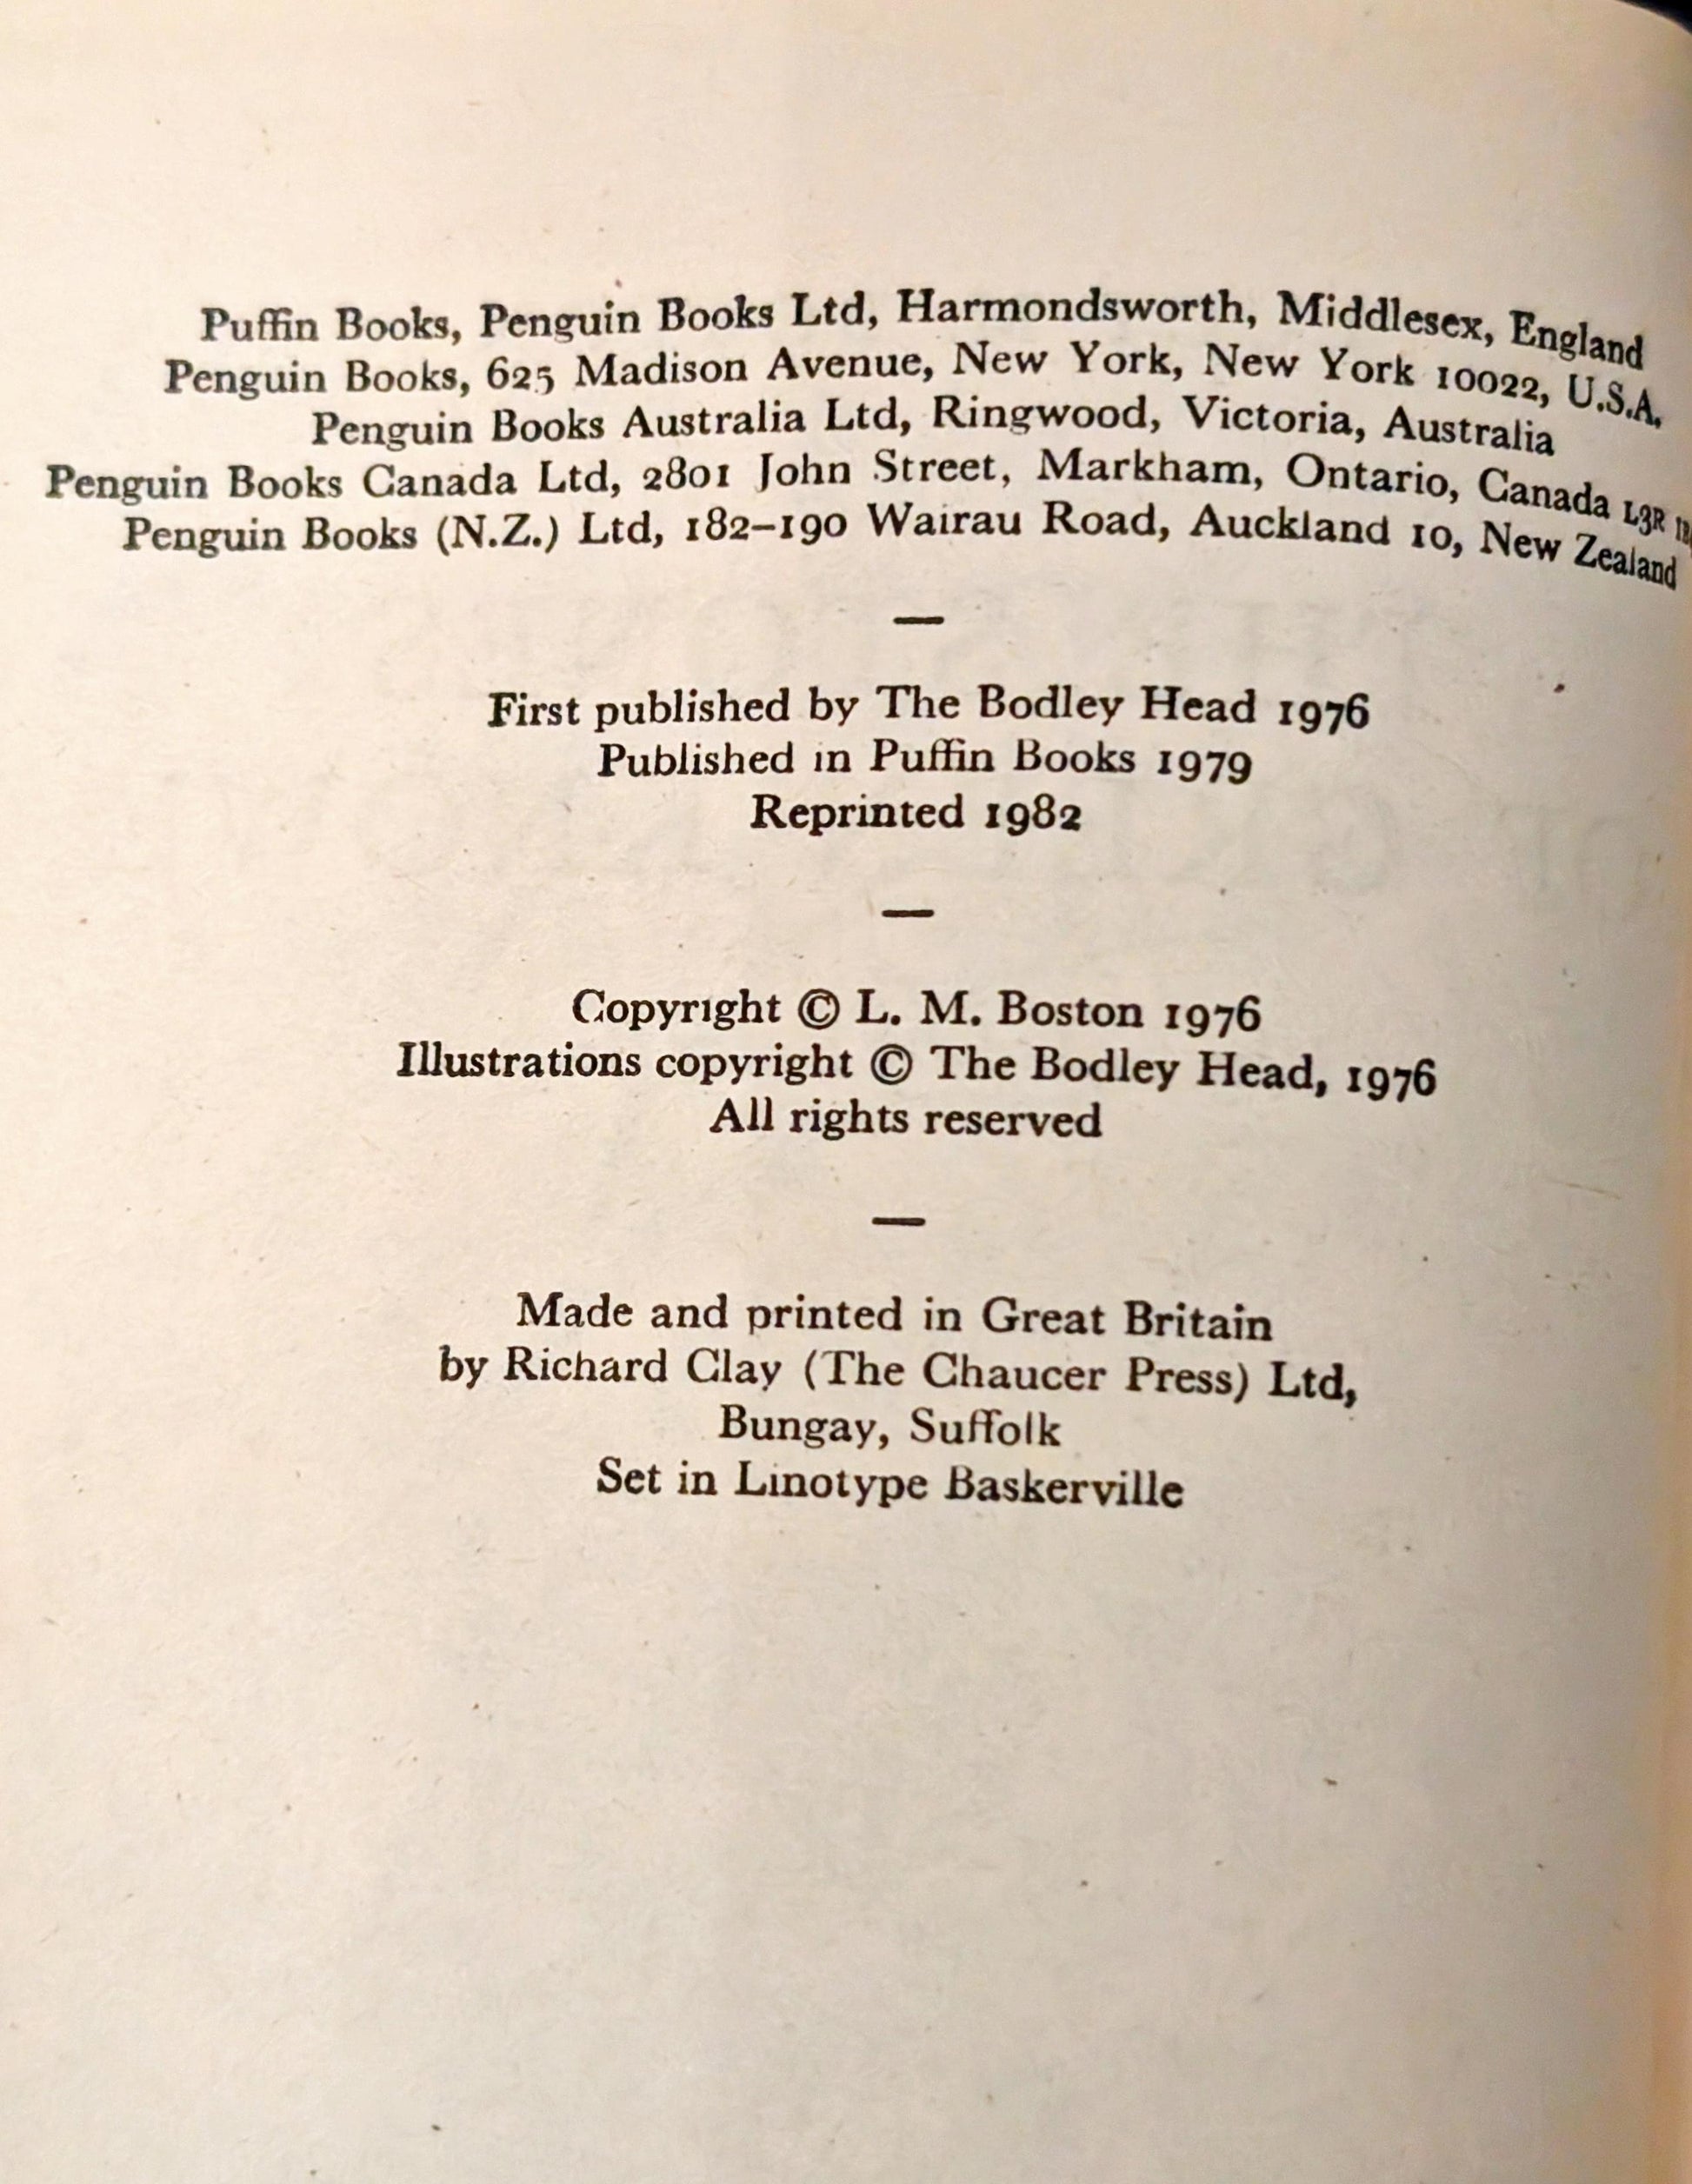 Puffin Books, Penguin Books Ltd, Harmondsworth, Middlesex, England
Penguin Books, 625 Madison Avenue, New York, New York 10022, U.S.A.
Penguin Books Australia Ltd, Ringwood, Victoria, Australia
Penguin Books Canada Ltd, 2801 John Street, Markham, Ontario, Canada L3R
Penguin Books (N.Z.) Ltd, 182–190 Wairau Road, Auckland 10, New Zealand
—
First published by The Bodley Head 1976
Published in Puffin Books 1979
Reprinted 1982
—
Copyright © L. M. Boston 1976
Illustrations copyright © The Bodley Head, 1976
All rights reserved
—
Made and printed in Great Britain
by Richard Clay (The Chaucer Press) Ltd,
Bungay, Suffolk
Set in Linotype Baskerville